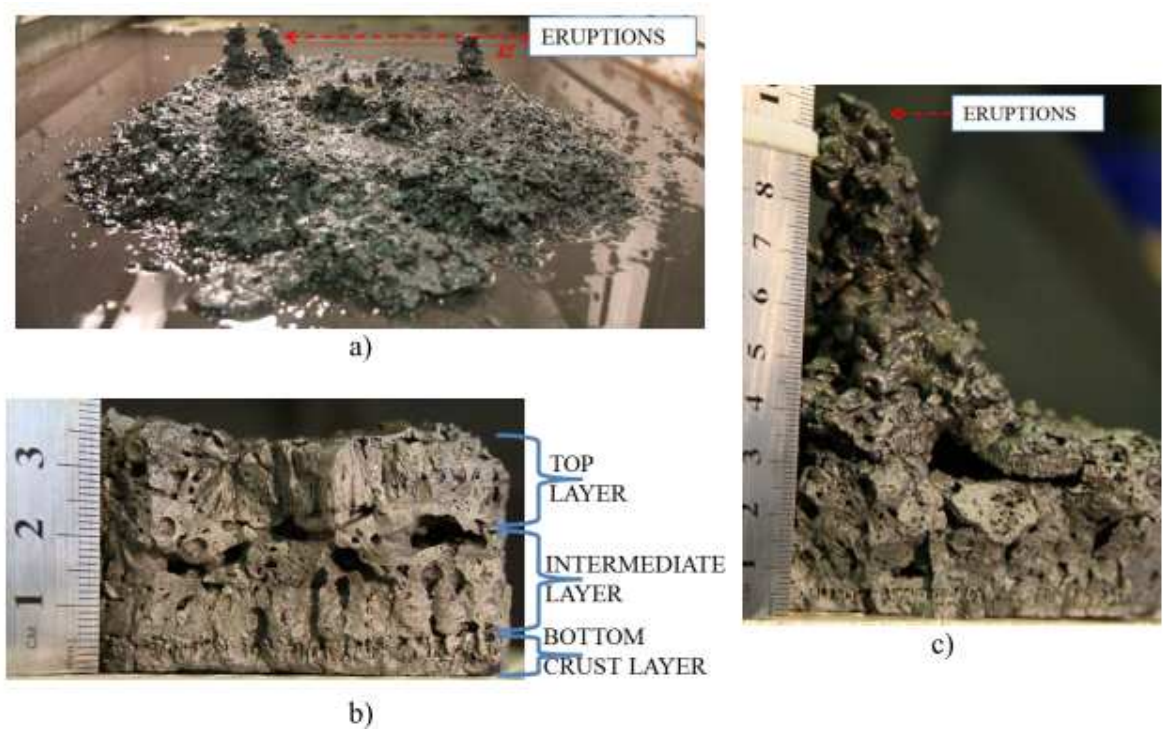 ERUPTIONS
a)
3
2
1
CM
TOP
LAYER
INTERMEDIATE
LAYER
BOTTOM
CRUST LAYER
b)
ERUPTIONS
8
7
6
5
4
3
1
c)